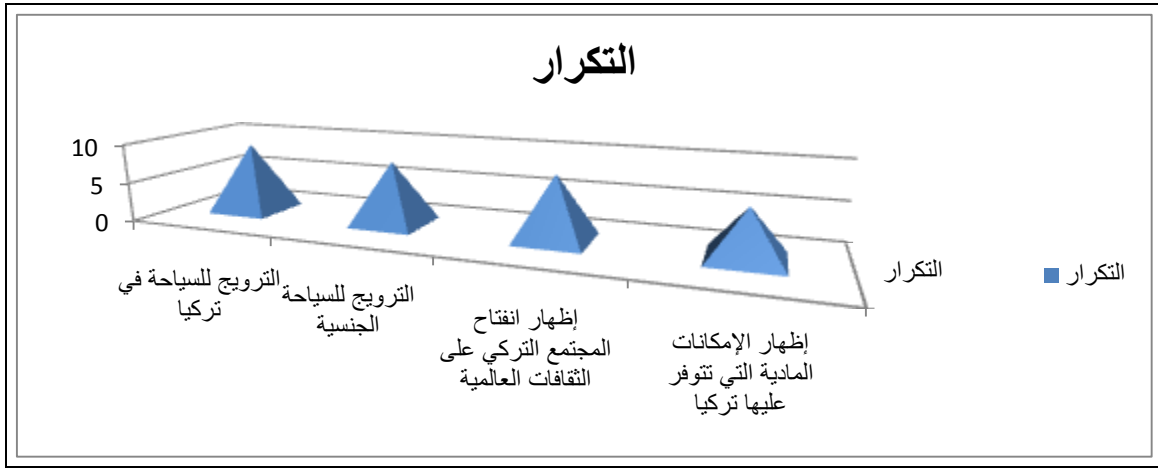 التكرار
10
5
0
الترويج للسياحة في
تركيا
الترويج للسياحة
الجنسية
إظهار انفتاح
المجتمع التركي على
الثقافات العالمية
إظهار الإمكانات
المادية التي تتوفر
عليها تركيا
التكرار
التكرار